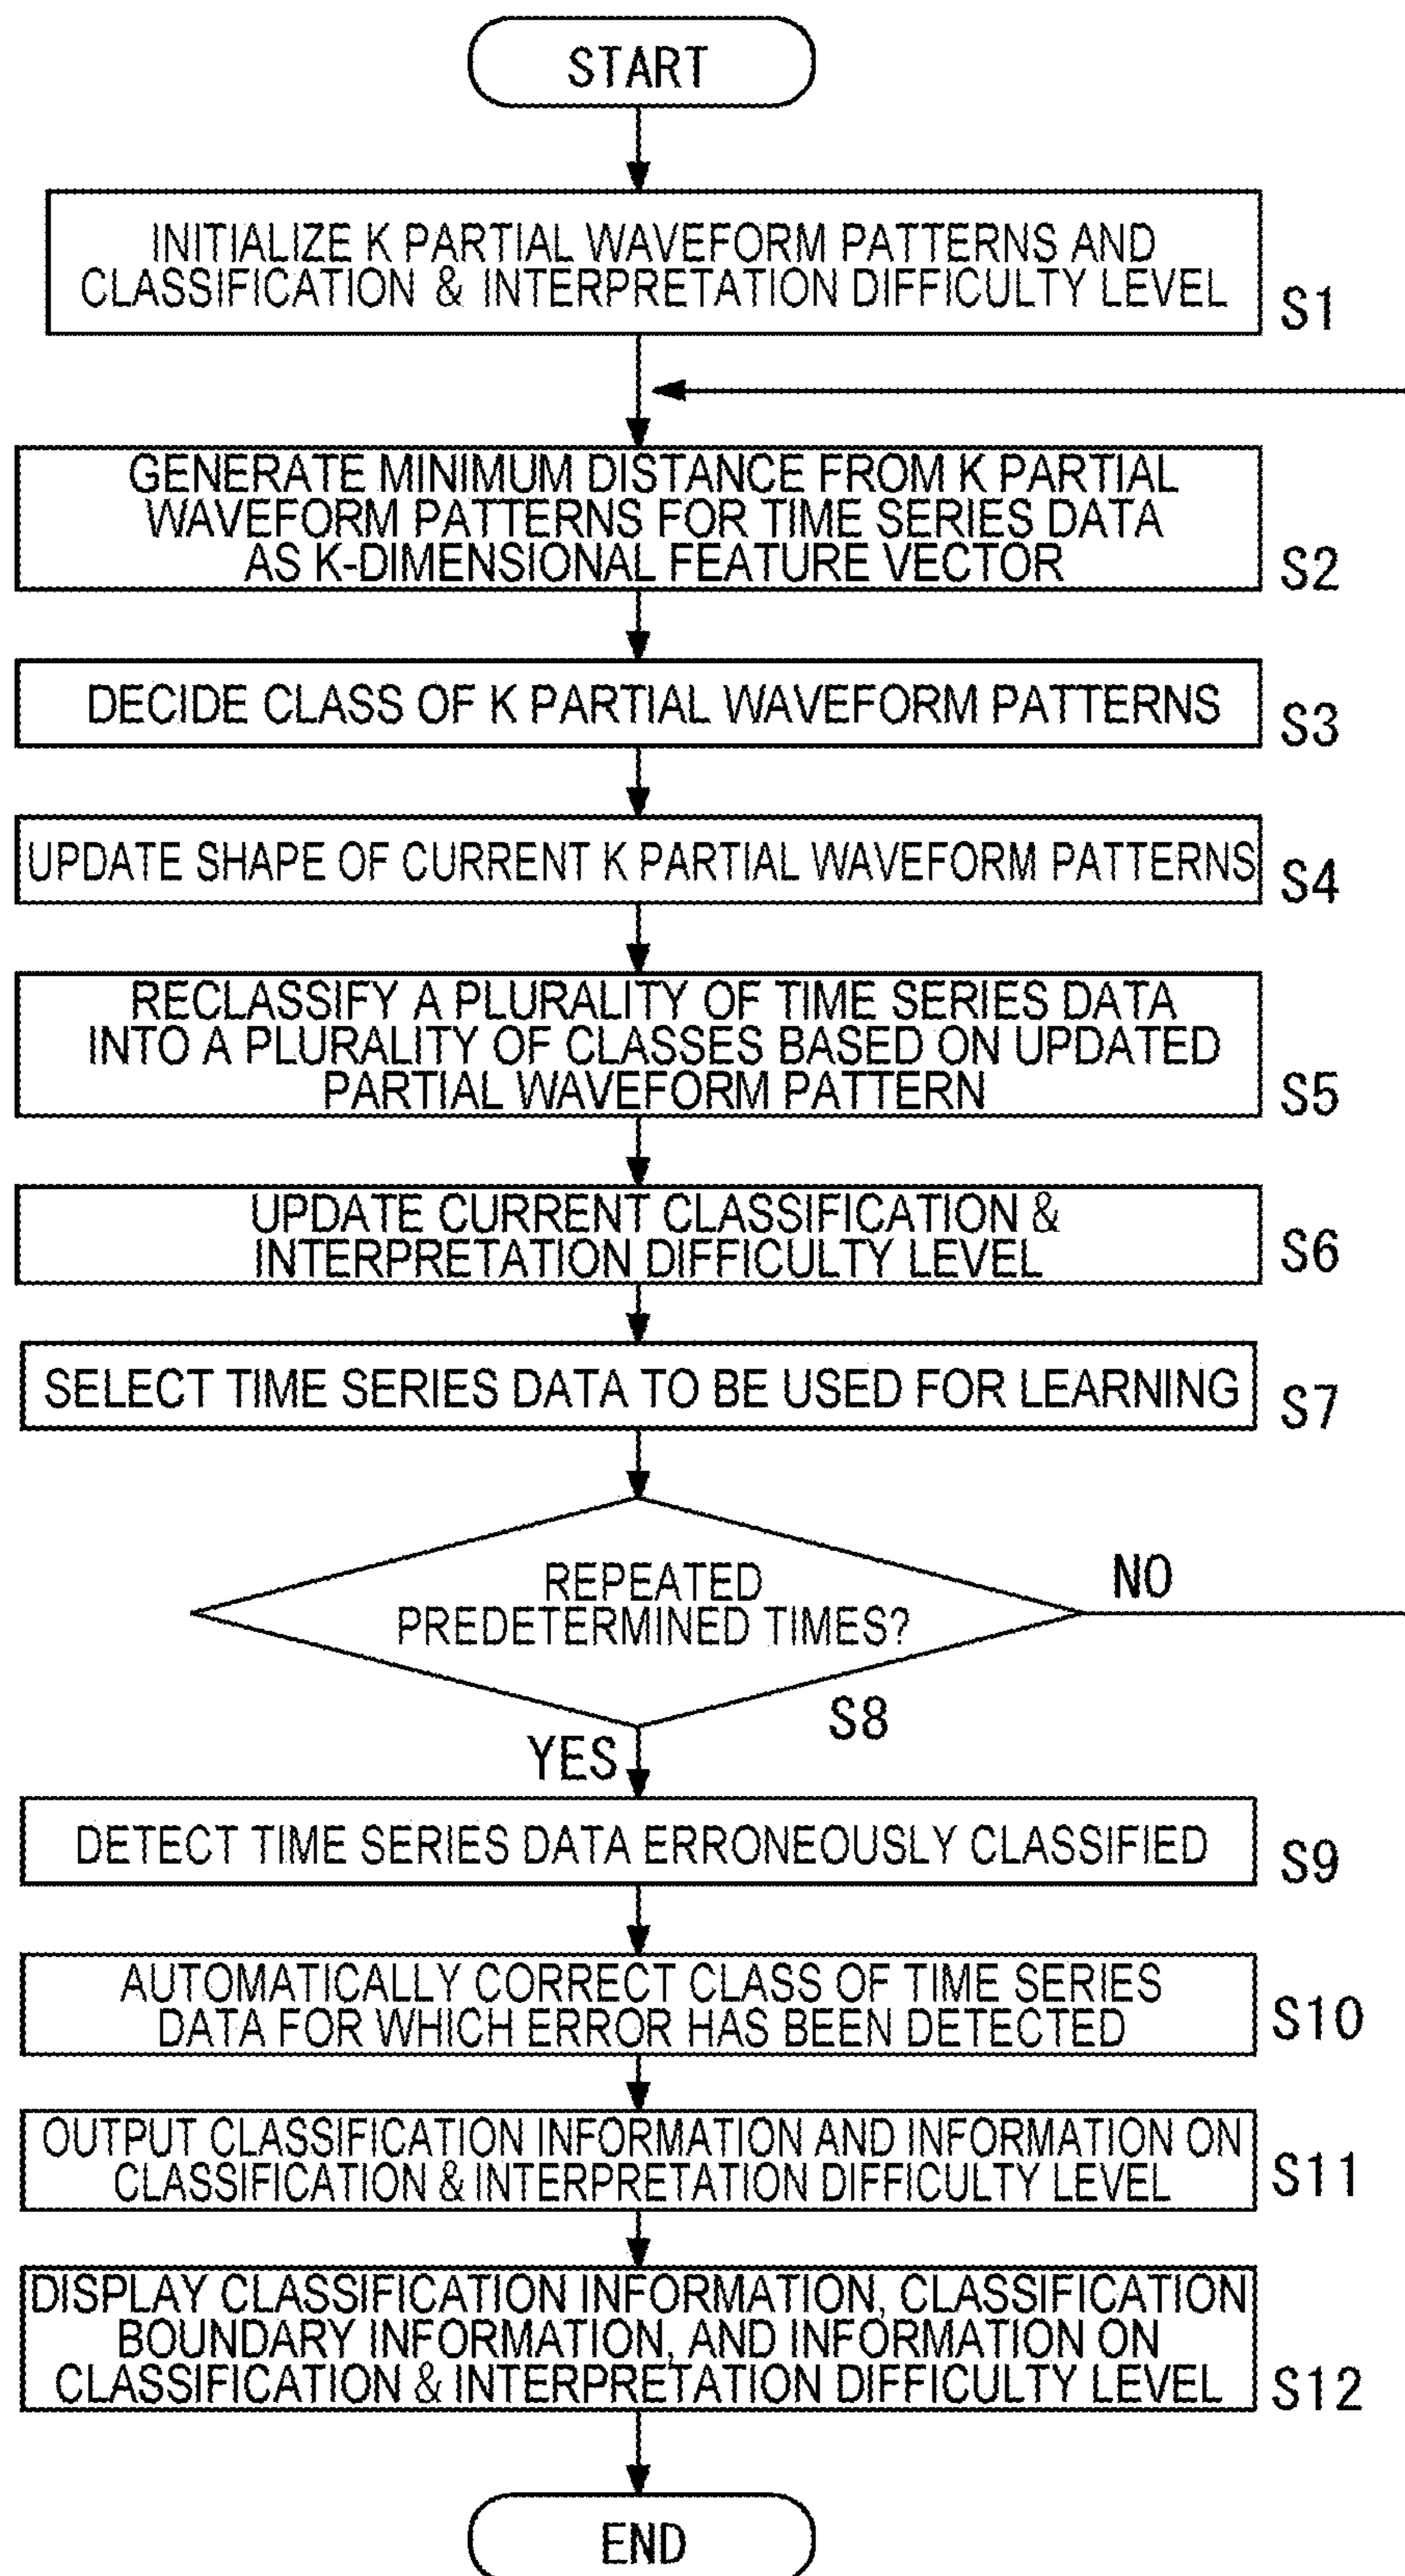 START
INITIALIZE K PARTIAL WAVEFORM PATTERNS AND
CLASSIFICATION & INTERPRETATION DIFFICULTY LEVEL
S1
GENERATE MINIMUM DISTANCE FROM K PARTIAL
WAVEFORM PATTERNS FOR TIME SERIES DATA
AS K-DIMENSIONAL FEATURE VECTOR
S2
DECIDE CLASS OF K PARTIAL WAVEFORM PATTERNS
S3
UPDATE SHAPE OF CURRENT K PARTIAL WAVEFORM PATTERNS
S4
RECLASSIFY A PLURALITY OF TIME SERIES DATA
INTO A PLURALITY OF CLASSES BASED ON UPDATED
PARTIAL WAVEFORM PATTERN
S5
UPDATE CURRENT CLASSIFICATION &
INTERPRETATION DIFFICULTY LEVEL
S6
SELECT TIME SERIES DATA TO BE USED FOR LEARNING
S7
REPEATED
PREDETERMINED TIMES?
NO
S8
YES
DETECT TIME SERIES DATA ERRONEOUSLY CLASSIFIED
S9
AUTOMATICALLY CORRECT CLASS OF TIME SERIES
DATA FOR WHICH ERROR HAS BEEN DETECTED
S10
OUTPUT CLASSIFICATION INFORMATION AND INFORMATION ON
CLASSIFICATION & INTERPRETATION DIFFICULTY LEVEL
S11
DISPLAY CLASSIFICATION INFORMATION, CLASSIFICATION
BOUNDARY INFORMATION, AND INFORMATION ON
CLASSIFICATION & INTERPRETATION DIFFICULTY LEVEL
S12
END